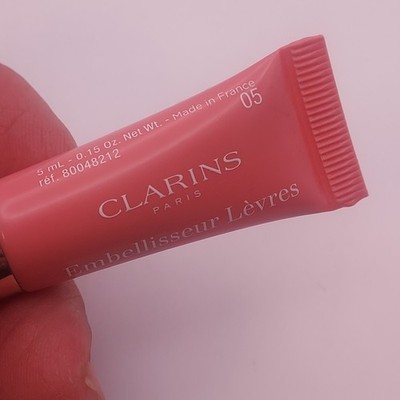 5 mL - 0.15 Oz. Net Wt. - Made in France
réf. 80048212
05
CLARINS
PARIS
Embellisseur Lèvres